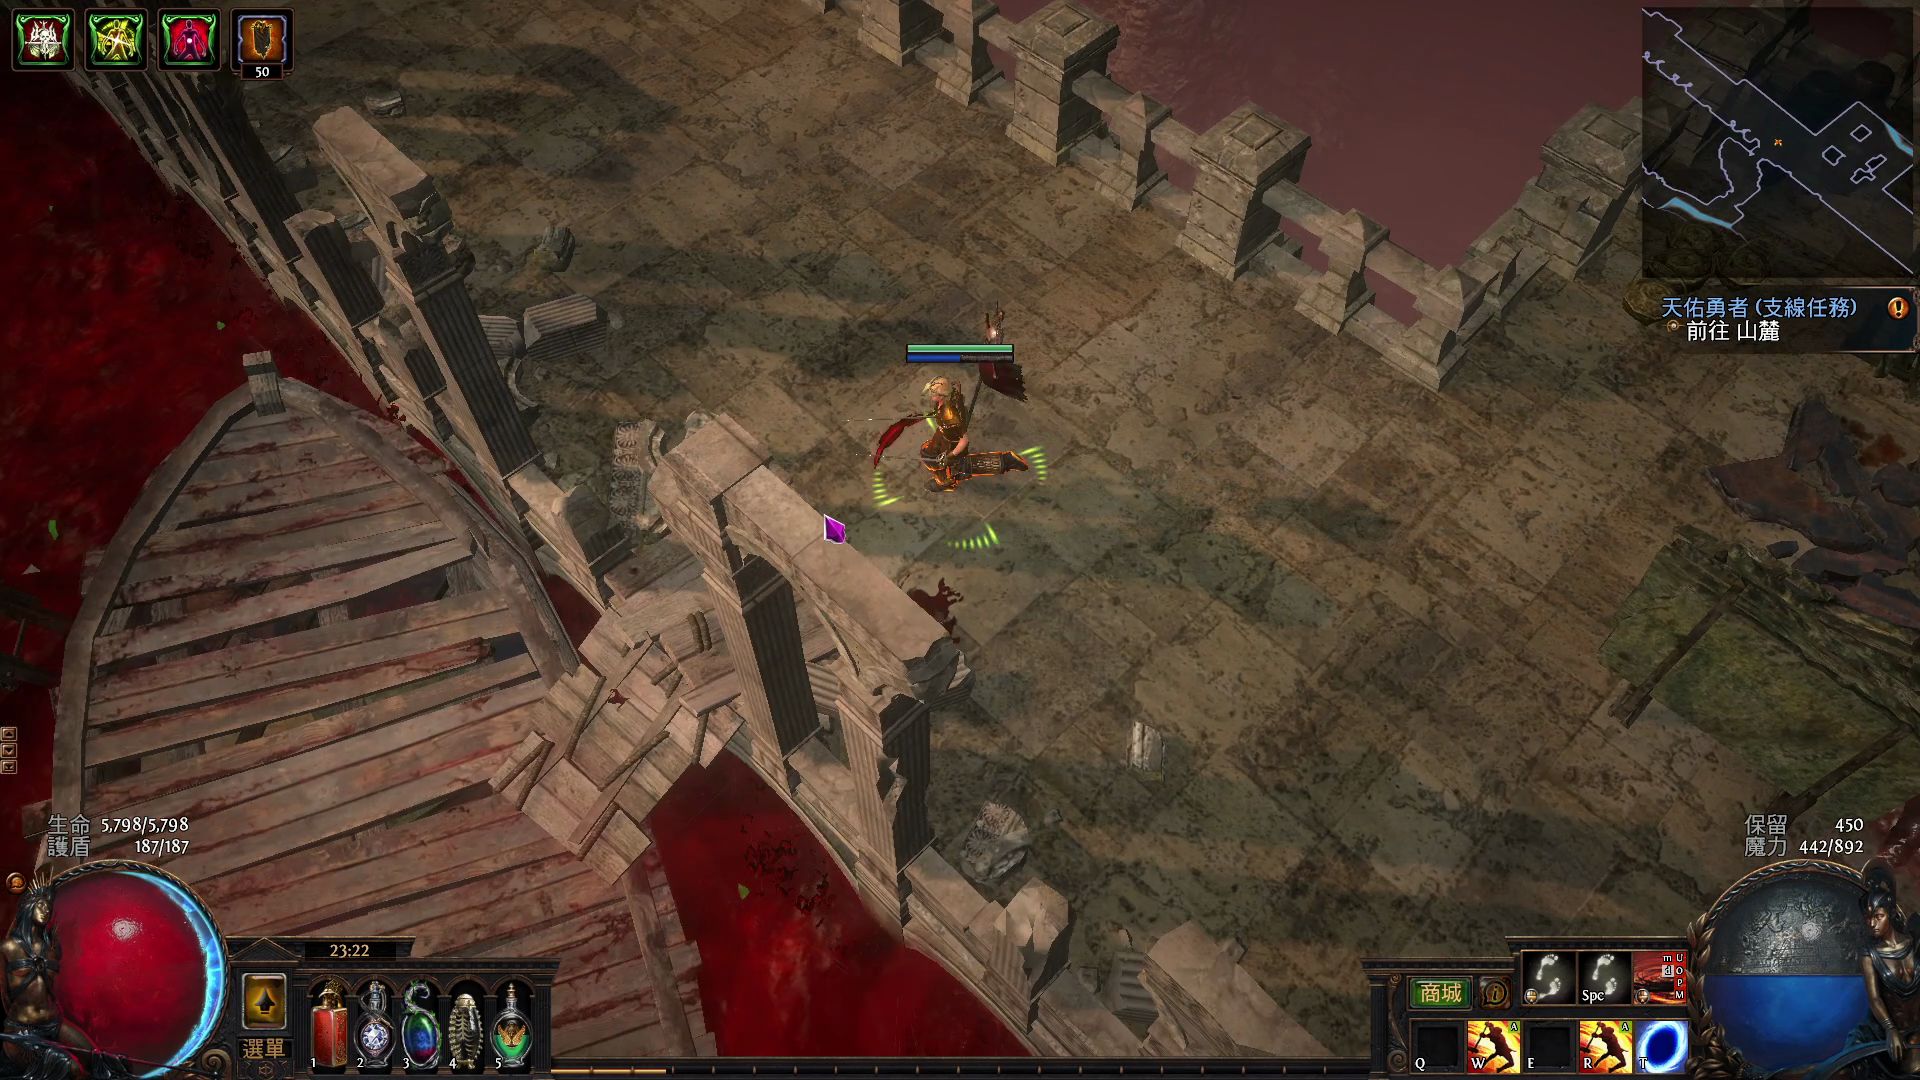 50
天佑勇者 (支線任務)
前往 山麓
生命 5,798/5,798
護盾 187/187
保留 450
魔力 442/892
23:22
選單
1 2 3 4 5
商城
Spc
Q W E R T
A A